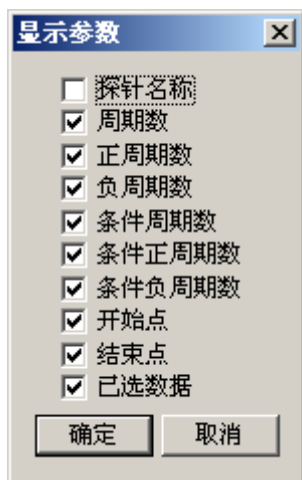 显示参数
探针名称
周期数
正周期数
负周期数
条件周期数
条件正周期数
条件负周期数
开始点
结束点
已选数据
确定 取消